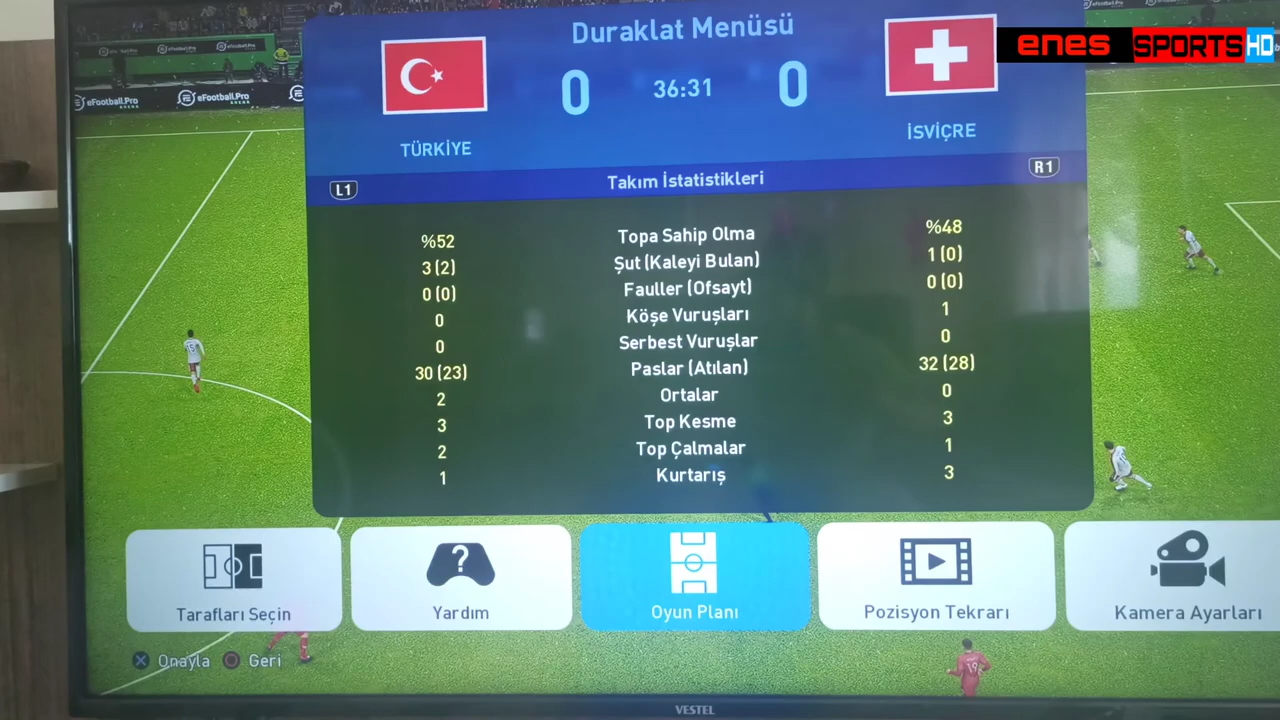 Duraklat Menüsü
enes SPORTS HD
0 36:31 0
TÜRKİYE İSVİÇRE
L1 Takım İstatistikleri R1
%52 Topa Sahip Olma %48
3 (2) Şut (Kaleyi Bulan) 1 (0)
0 (0) Fauller (Ofsayt) 0 (0)
0 Köşe Vuruşları 1
0 Serbest Vuruşlar 0
30 (23) Paslar (Atılan) 32 (28)
2 Ortalar 0
3 Top Kesme 3
2 Top Çalmalar 1
1 Kurtarış 3
eFootball.Pro eFootball.Pro
15
Tarafları Seçin
?
Yardım
Oyun Planı
Pozisyon Tekrarı
Kamera Ayarları
Onayla Geri
19
VESTEL